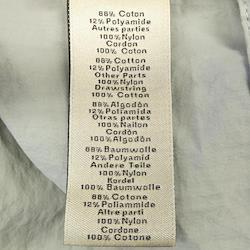 88% Coton
12% Polyamide
Autres parties
100% Nylon
Cordon
100% Coton
88% Cotton
12% Polyamide
Other Parts
100% Nylon
Drawstring
100% Cotton
88% Algodón
12% Poliamida
Otras partes
100% Nailon
Cordón
100% Algodón
88% Baumwolle
12% Polyamid
Andere Teile
100% Nylon
Kordel
100% Baumwolle
88% Cotone
12% Poliammide
Altre parti
100% Nylon
Cordone
100% Cotone